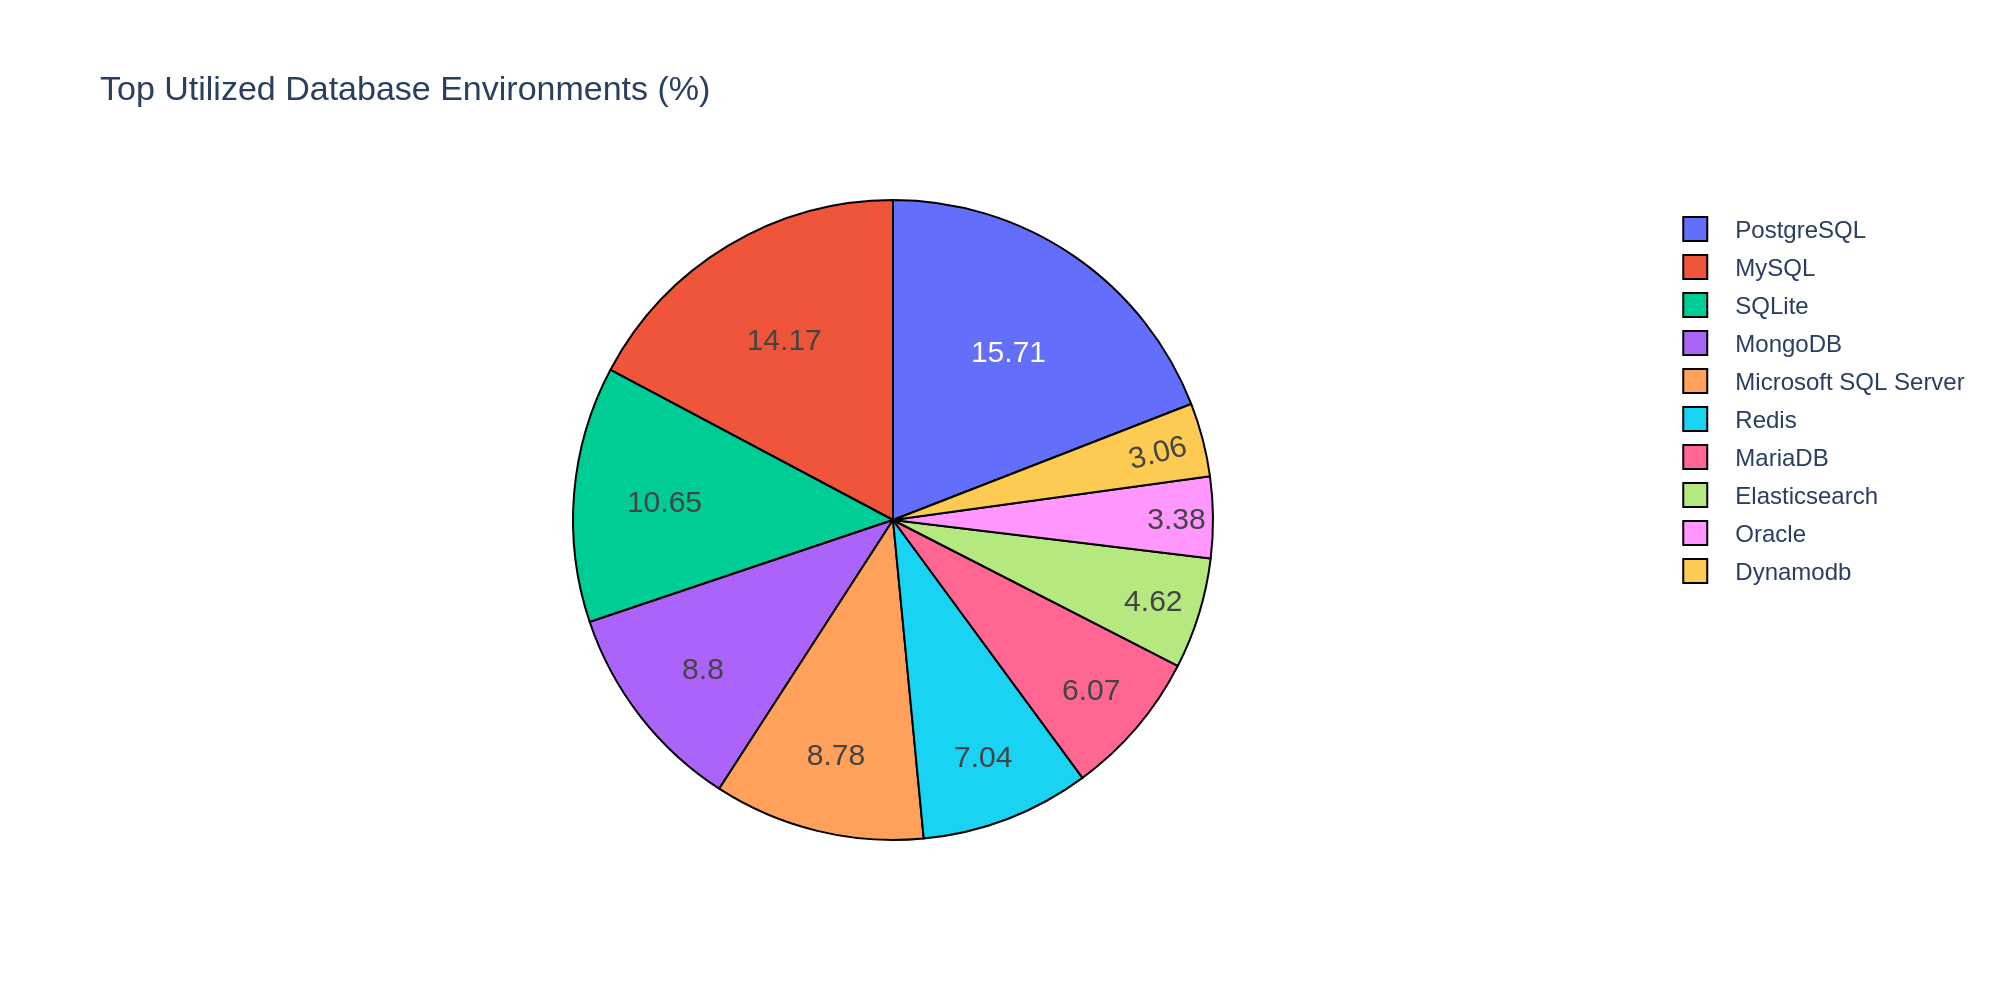 Top Utilized Database Environments (%)
14.17
15.71
3.06
10.65
3.38
4.62
8.8
6.07
8.78
7.04
PostgreSQL
MySQL
SQLite
MongoDB
Microsoft SQL Server
Redis
MariaDB
Elasticsearch
Oracle
Dynamodb